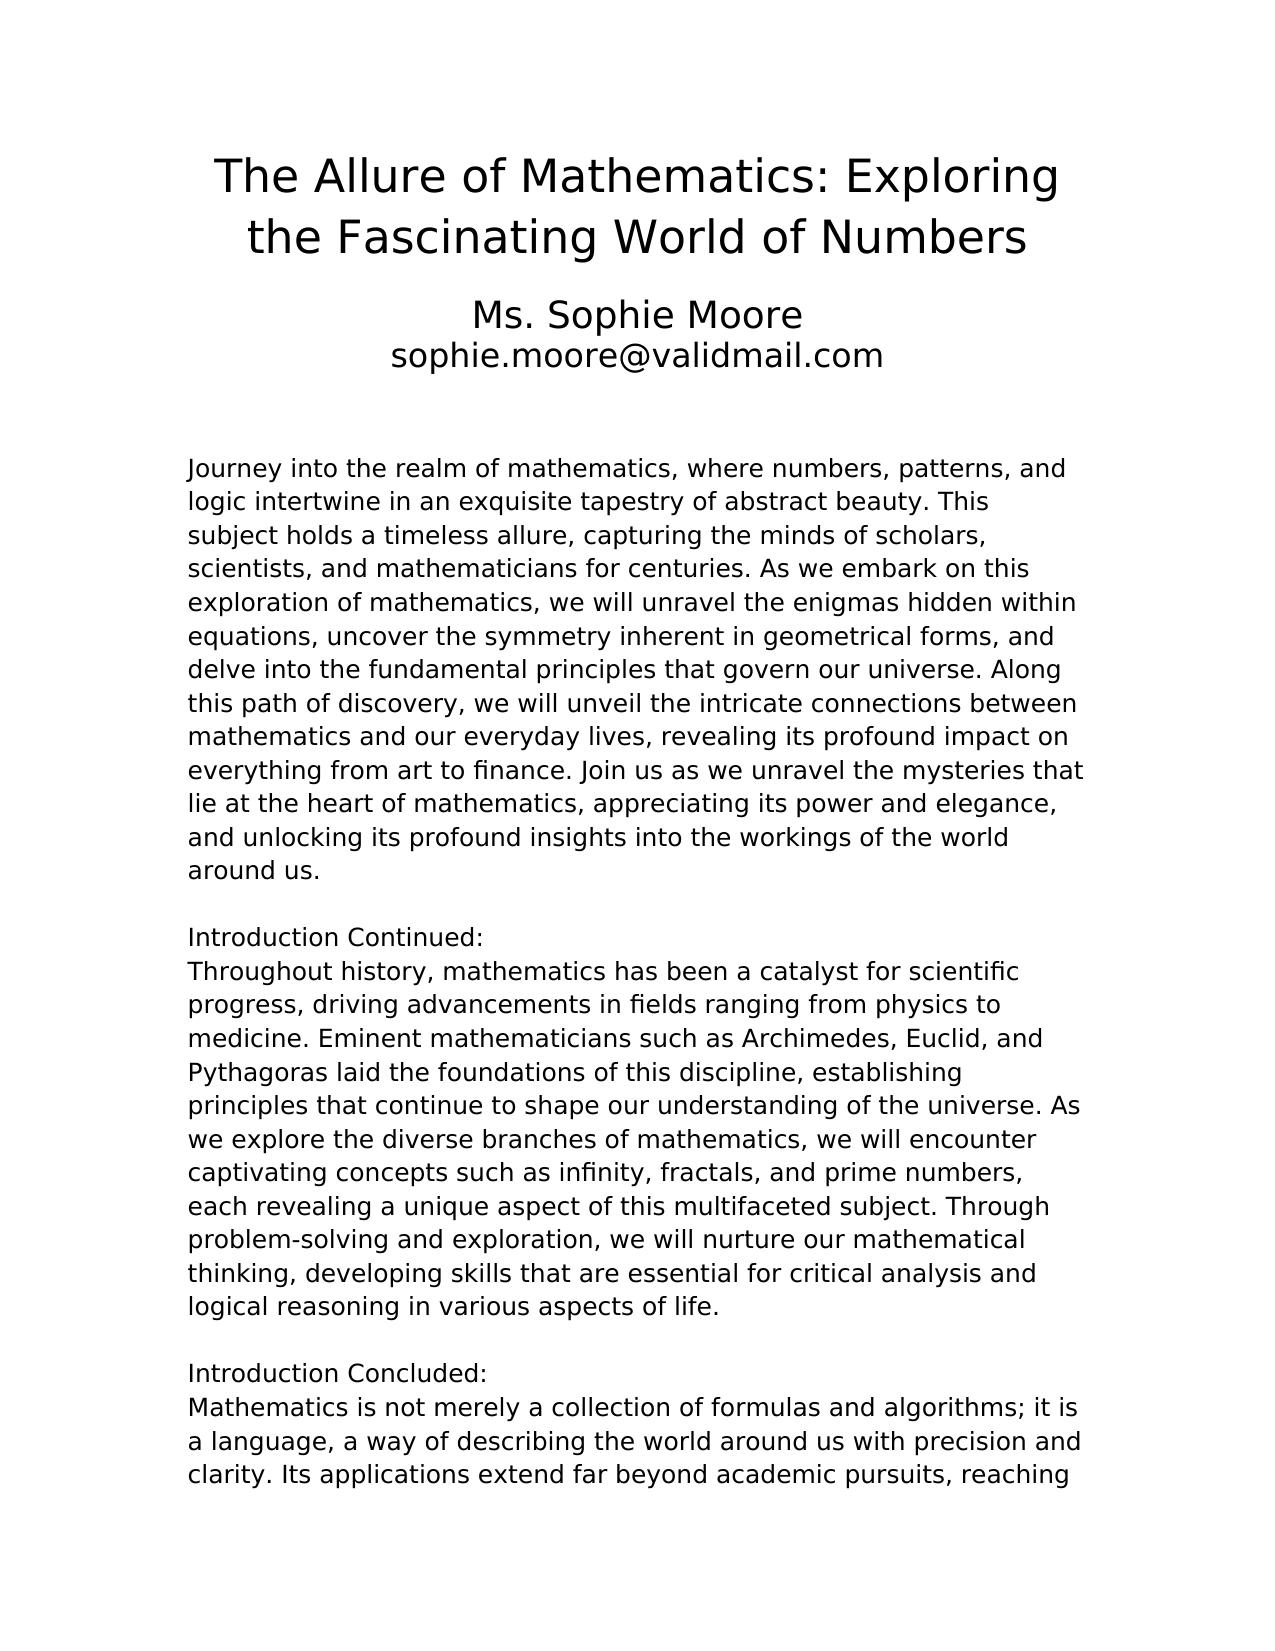 The Allure of Mathematics: Exploring
the Fascinating World of Numbers
Ms. Sophie Moore
sophie.moore@validmail.com
Journey into the realm of mathematics, where numbers, patterns, and
logic intertwine in an exquisite tapestry of abstract beauty. This
subject holds a timeless allure, capturing the minds of scholars,
scientists, and mathematicians for centuries. As we embark on this
exploration of mathematics, we will unravel the enigmas hidden within
equations, uncover the symmetry inherent in geometrical forms, and
delve into the fundamental principles that govern our universe. Along
this path of discovery, we will unveil the intricate connections between
mathematics and our everyday lives, revealing its profound impact on
everything from art to finance. Join us as we unravel the mysteries that
lie at the heart of mathematics, appreciating its power and elegance,
and unlocking its profound insights into the workings of the world
around us.
Introduction Continued:
Throughout history, mathematics has been a catalyst for scientific
progress, driving advancements in fields ranging from physics to
medicine. Eminent mathematicians such as Archimedes, Euclid, and
Pythagoras laid the foundations of this discipline, establishing
principles that continue to shape our understanding of the universe. As
we explore the diverse branches of mathematics, we will encounter
captivating concepts such as infinity, fractals, and prime numbers,
each revealing a unique aspect of this multifaceted subject. Through
problem-solving and exploration, we will nurture our mathematical
thinking, developing skills that are essential for critical analysis and
logical reasoning in various aspects of life.
Introduction Concluded:
Mathematics is not merely a collection of formulas and algorithms; it is
a language, a way of describing the world around us with precision and
clarity. Its applications extend far beyond academic pursuits, reaching